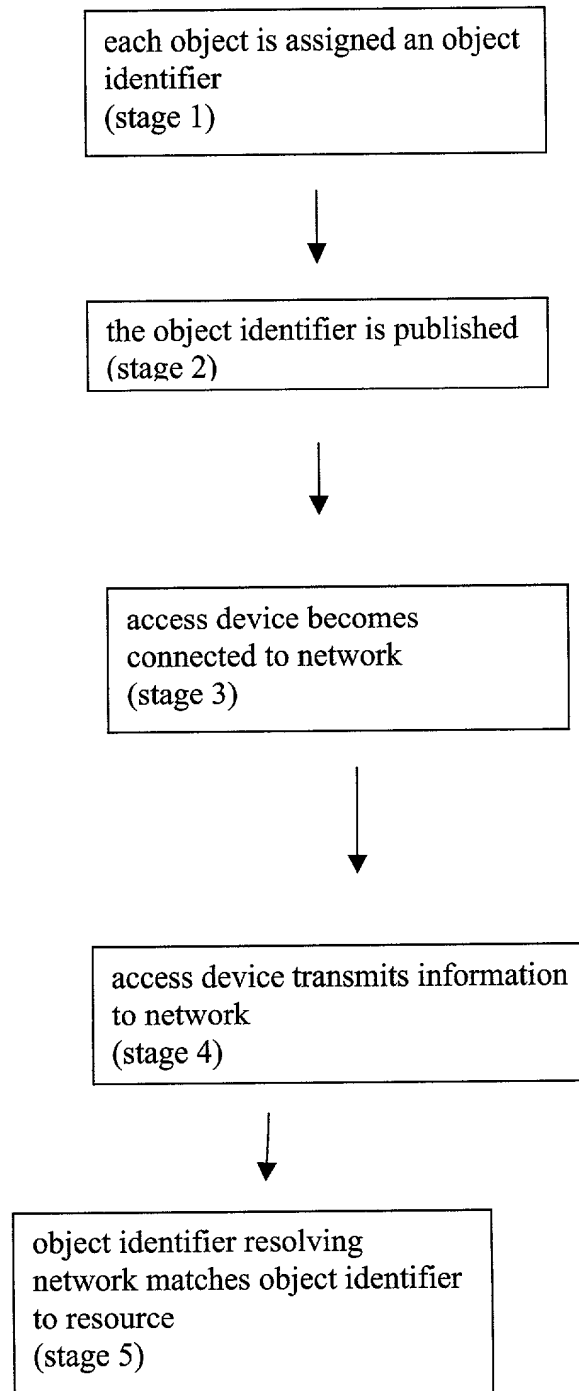 each object is assigned an object
identifier
(stage 1)
the object identifier is published
(stage 2)
access device becomes
connected to network
(stage 3)
access device transmits information
to network
(stage 4)
object identifier resolving
network matches object identifier
to resource
(stage 5)